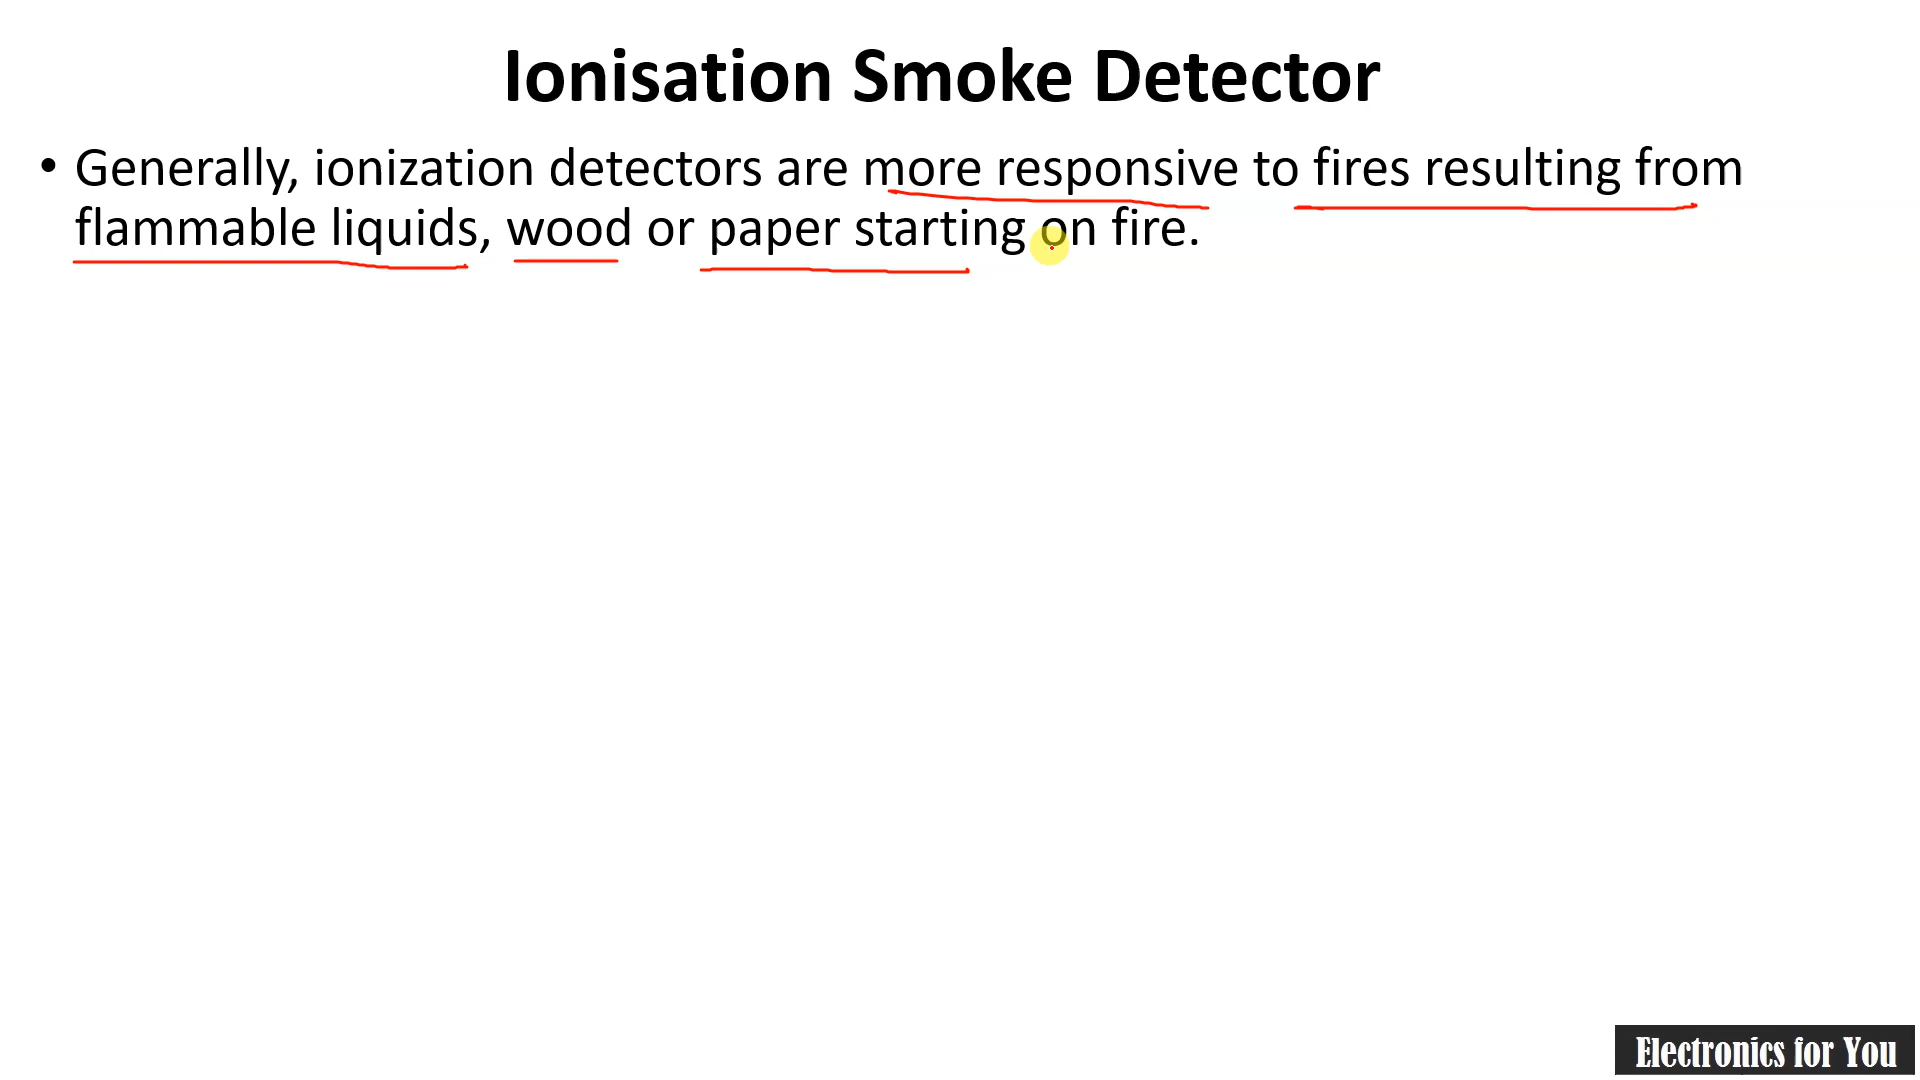 Ionisation Smoke Detector
• Generally, ionization detectors are more responsive to fires resulting from
flammable liquids, wood or paper starting on fire.
Electronics for You